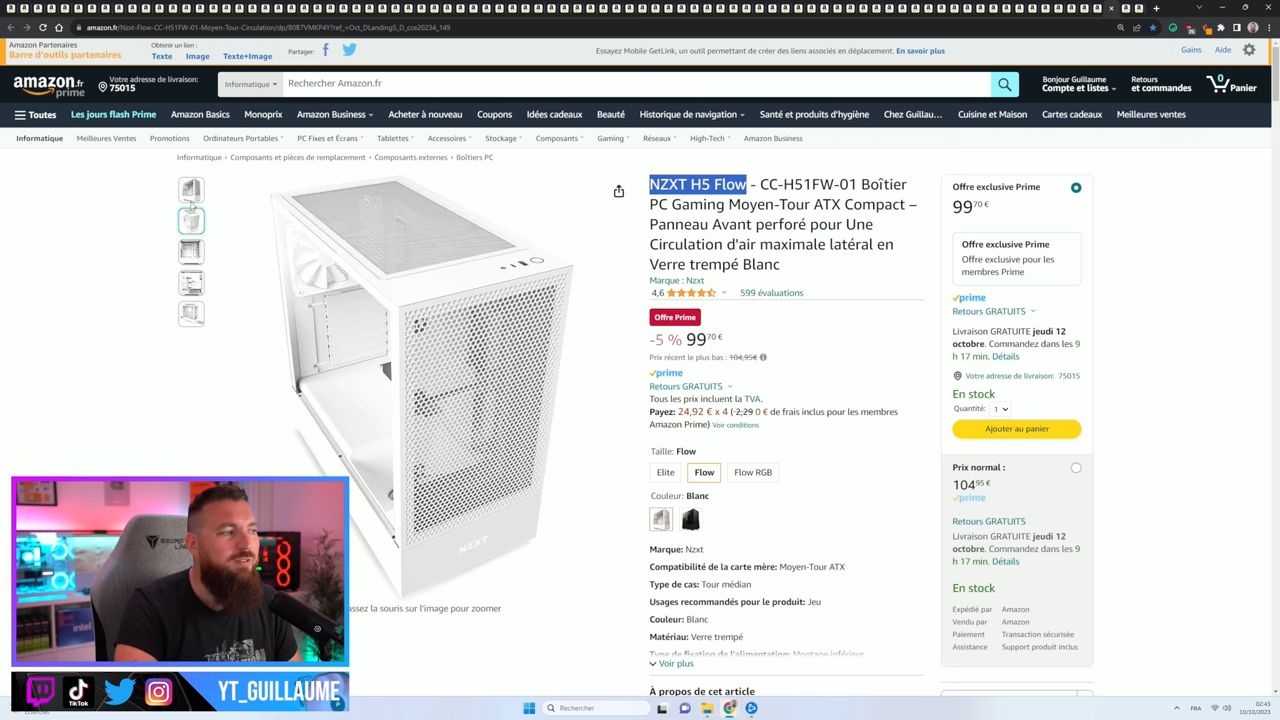 amazon.fr/Nzxt-Flow-CC-H51FW-01-Moyen-Tour-Circulation/dp/B0B7VMKP4Y?ref_=Oct_DLandingS_D_cce20234_149
Amazon Partenaires
Barre d'outils partenaires
Obtenir un lien :
Texte Image Texte+Image
Partager:
Essayez Mobile GetLink, un outil permettant de créer des liens associés en déplacement. En savoir plus
Gains Aide
amazon.fr
prime
Votre adresse de livraison:
75015
Informatique
Rechercher Amazon.fr
Bonjour Guillaume
Compte et listes
Retours
et commandes
0
Panier
Toutes Les jours flash Prime Amazon Basics Monoprix Amazon Business Acheter à nouveau Coupons Idées cadeaux Beauté Historique de navigation Santé et produits d'hygiène Chez Guillau... Cuisine et Maison Cartes cadeaux Meilleures ventes
Informatique Meilleures Ventes Promotions Ordinateurs Portables PC Fixes et Écrans Tablettes Accessoires Stockage Composants Gaming Réseaux High-Tech Amazon Business
Informatique › Composants et pièces de remplacement › Composants externes › Boîtiers PC
NZXT H5 Flow - CC-H51FW-01 Boîtier
PC Gaming Moyen-Tour ATX Compact –
Panneau Avant perforé pour Une
Circulation d'air maximale latéral en
Verre trempé Blanc
Marque : Nzxt
4,6 599 évaluations
Offre Prime
-5 % 99,70 €
Prix récent le plus bas : 104,95€
prime
Retours GRATUITS
Tous les prix incluent la TVA.
Payez: 24,92 € x 4 (-2,29 0 € de frais inclus pour les membres
Amazon Prime) Voir conditions
Taille: Flow
Elite Flow Flow RGB
Couleur: Blanc
Marque: Nzxt
Compatibilité de la carte mère: Moyen-Tour ATX
Type de cas: Tour médian
Usages recommandés pour le produit: Jeu
Couleur: Blanc
Matériau: Verre trempé
Type de fixation de l'alimentation: Montage inférieur
Voir plus
À propos de cet article
Offre exclusive Prime
99 70 €
Offre exclusive Prime
Offre exclusive pour les
membres Prime
prime
Retours GRATUITS
Livraison GRATUITE jeudi 12
octobre. Commandez dans les 9
h 17 min. Détails
Votre adresse de livraison: 75015
En stock
Quantité: 1
Ajouter au panier
Prix normal :
104 95 €
prime
Retours GRATUITS
Livraison GRATUITE jeudi 12
octobre. Commandez dans les 9
h 17 min. Détails
En stock
Expédié par Amazon
Vendu par Amazon
Paiement Transaction sécurisée
Assistance Support produit inclus
NZXT
assez la souris sur l'image pour zoomer
SECRET
LAB
intel
TikTok
YT_GUILLAUME
Rechercher
FRA
02:43
10/10/2023